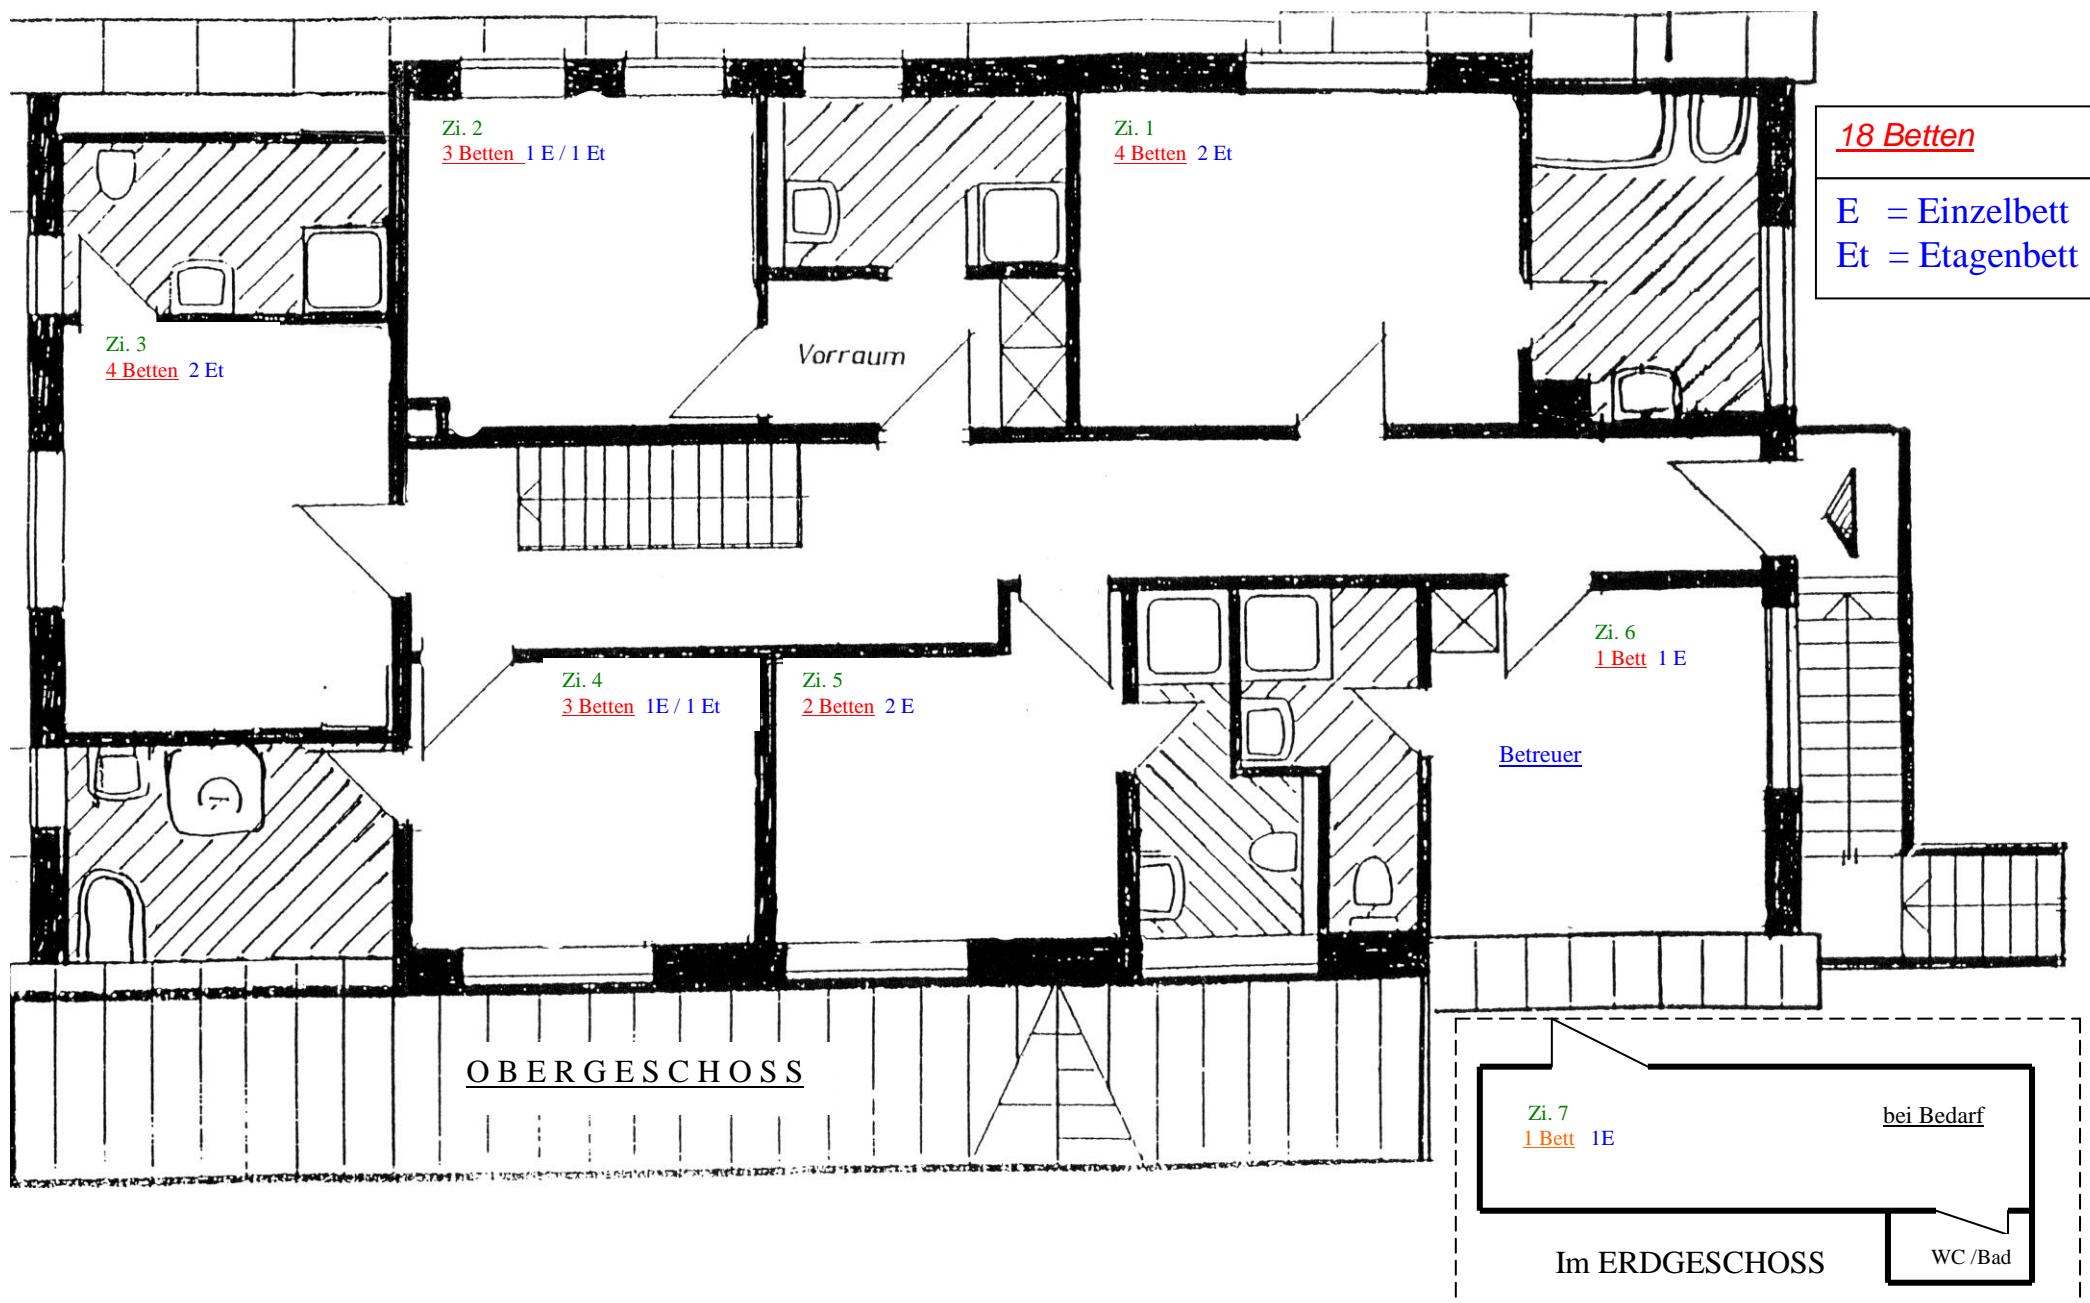 Zi. 2
3 Betten 1 E / 1 Et
Zi. 1
4 Betten 2 Et
18 Betten
E = Einzelbett
Et = Etagenbett
Zi. 3
4 Betten 2 Et
Vorraum
Zi. 4
3 Betten 1E / 1 Et
Zi. 5
2 Betten 2 E
Zi. 6
1 Bett 1 E
Betreuer
OBERGESCHOSS
Zi. 7
1 Bett 1E
bei Bedarf
Im ERDGESCHOSS
WC /Bad